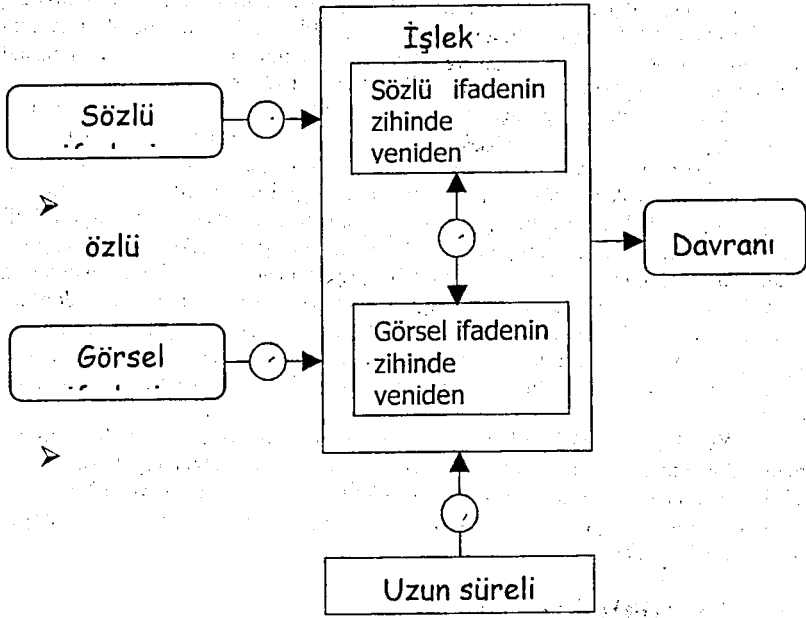 İşlek
Sözlü
Sözlü ifadenin
zihinde
veniden
özlü
Davranı
Görsel
Görsel ifadenin
zihinde
veniden
Uzun süreli